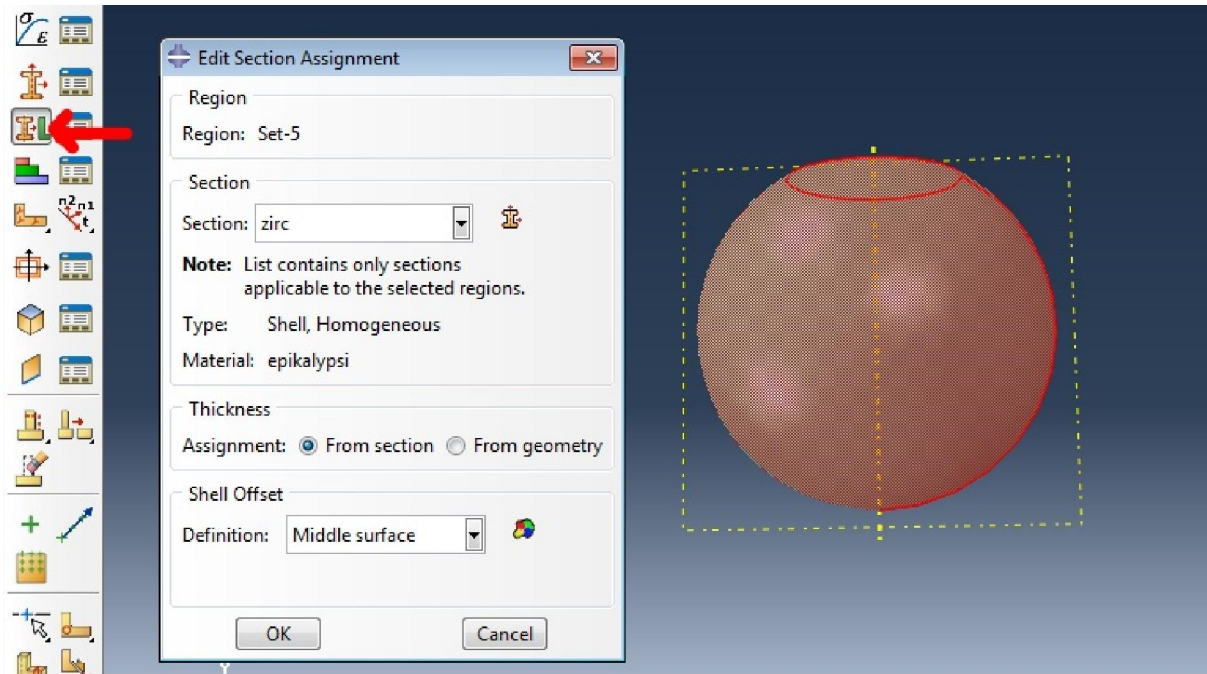 σ
ε
Edit Section Assignment
Region
Region: Set-5
Section
Section: zirc
Note: List contains only sections
applicable to the selected regions.
Type: Shell, Homogeneous
Material: epikalypsi
Thickness
Assignment: From section From geometry
Shell Offset
Definition: Middle surface
OK Cancel
n2 n1
t